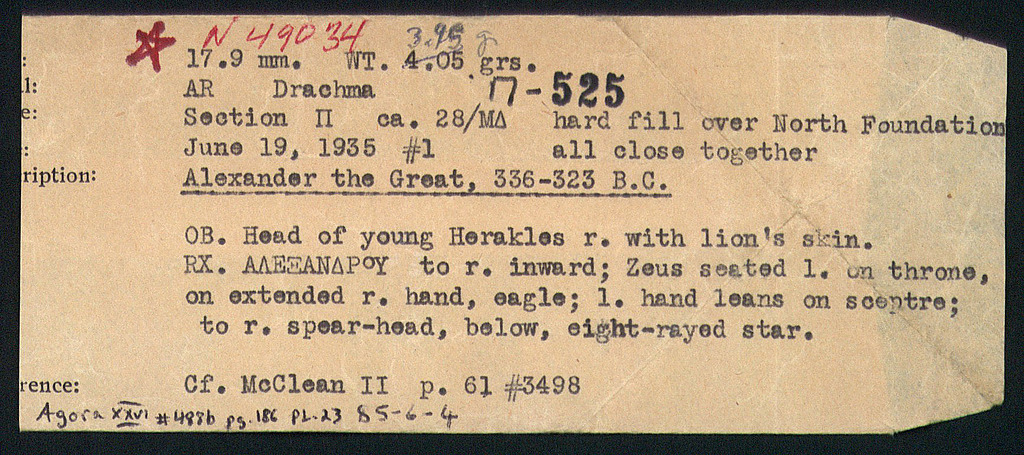 N 49034 3.95 g
: 17.9 mm. WT. 4.05 grs.
l: AR Drachma Π-525
e: Section Π ca. 28/ΜΔ hard fill over North Foundation
: June 19, 1935 #1 all close together
ription: Alexander the Great, 336-323 B.C.
OB. Head of young Herakles r. with lion's skin.
RX. ΑΛΕΞΑΝΔΡΟΥ to r. inward; Zeus seated l. on throne,
on extended r. hand, eagle; l. hand leans on sceptre;
to r. spear-head, below, eight-rayed star.
rence: Cf. McClean II p. 61 #3498
Agora XXVI #488b pg. 186 PL. 23 85-6-4